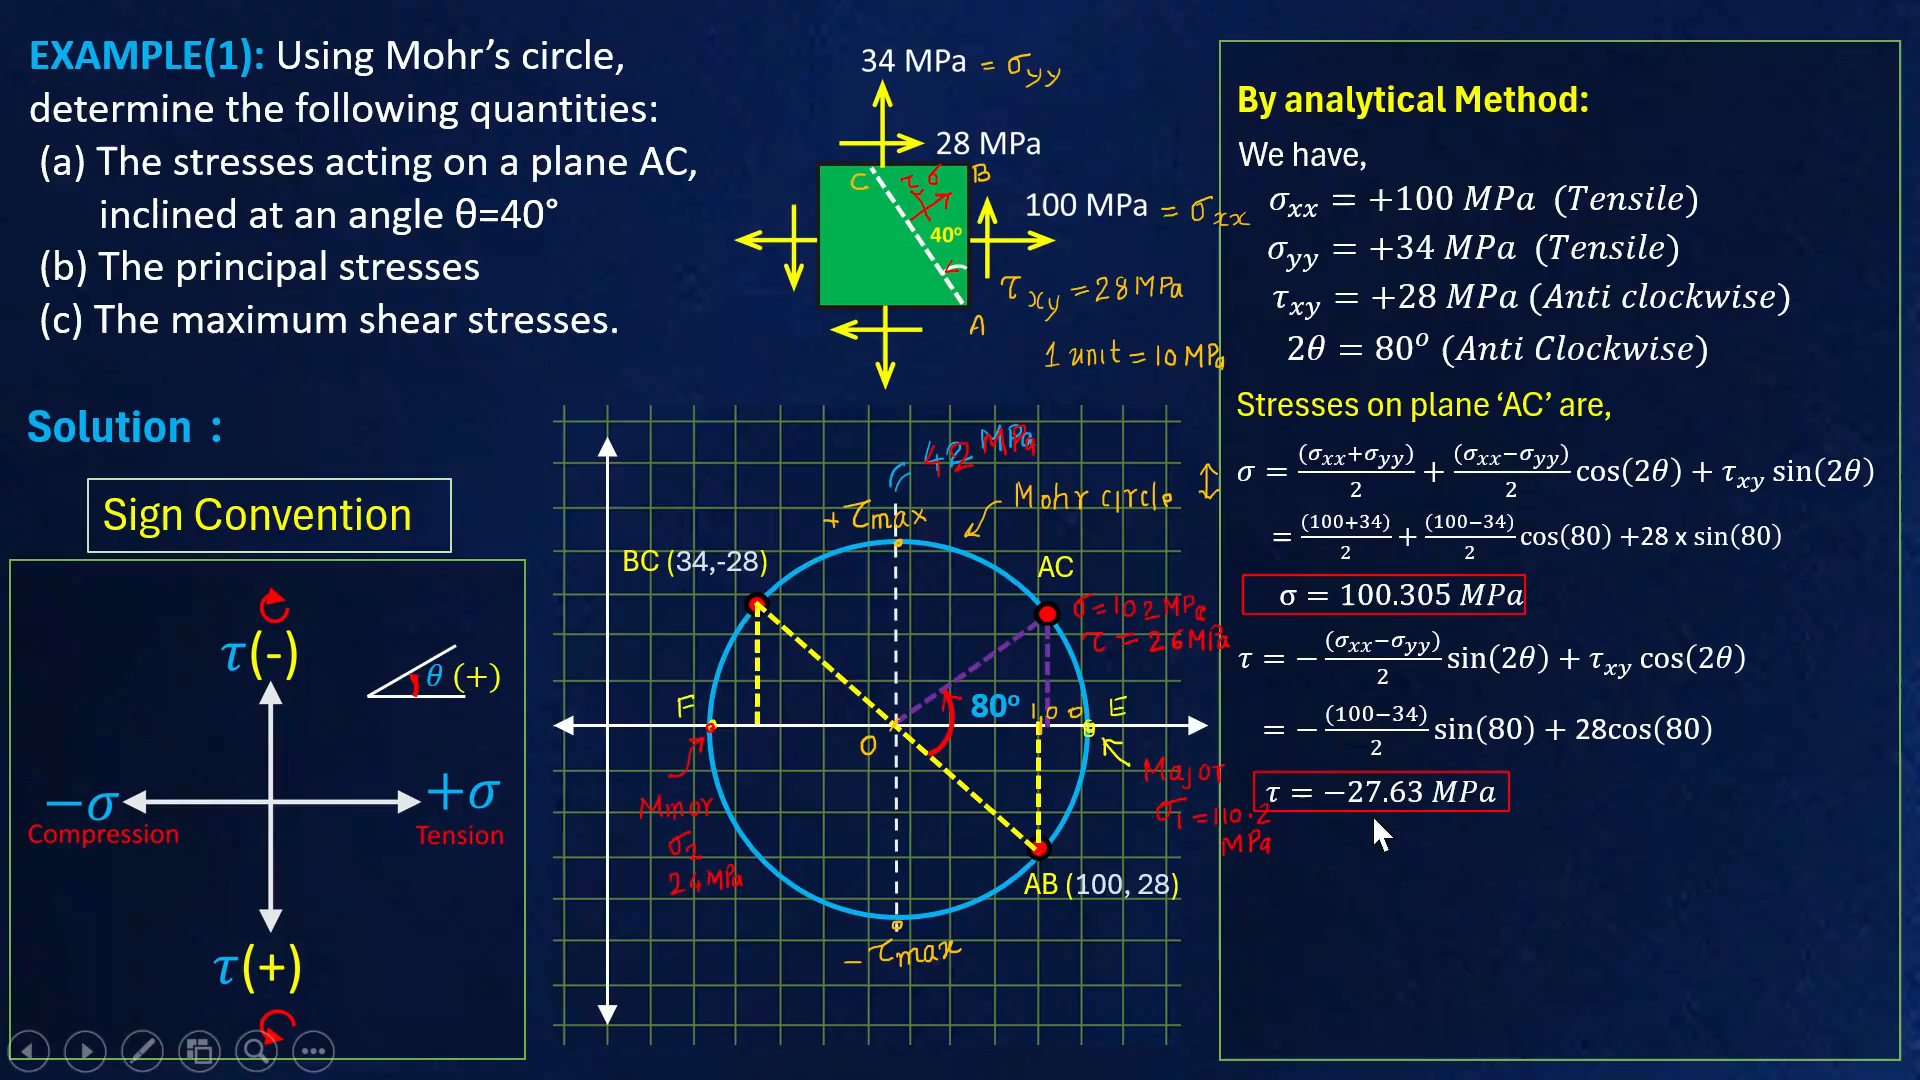 EXAMPLE(1): Using Mohr's circle,
determine the following quantities:
(a) The stresses acting on a plane AC,
inclined at an angle θ=40°
(b) The principal stresses
(c) The maximum shear stresses.
Solution :
Sign Convention
τ(-)
θ (+)
−σ
Compression
+σ
Tension
τ(+)
34 MPa = σyy
28 MPa
C
τ σ
B
100 MPa = σxx
40°
τxy = 28 MPa
A
1 unit = 10 MPa
42 MPa
+ τmax
Mohr circle
BC (34,-28)
AC
σ = 102 MPa
τ = 26 MPa
F
80°
100
E
O
Minor
σ2
24 MPa
Major
σ1 = 110.2
MPa
AB (100, 28)
− τmax
By analytical Method:
We have,
σxx = +100 MPa (Tensile)
σyy = +34 MPa (Tensile)
τxy = +28 MPa (Anti clockwise)
2θ = 80° (Anti Clockwise)
Stresses on plane 'AC' are,
σ = (σxx+σyy)/2 + (σxx−σyy)/2 cos(2θ) + τxy sin(2θ)
= (100+34)/2 + (100−34)/2 cos(80) +28 x sin(80)
σ = 100.305 MPa
τ = − (σxx−σyy)/2 sin(2θ) + τxy cos(2θ)
= − (100−34)/2 sin(80) + 28cos(80)
τ = −27.63 MPa